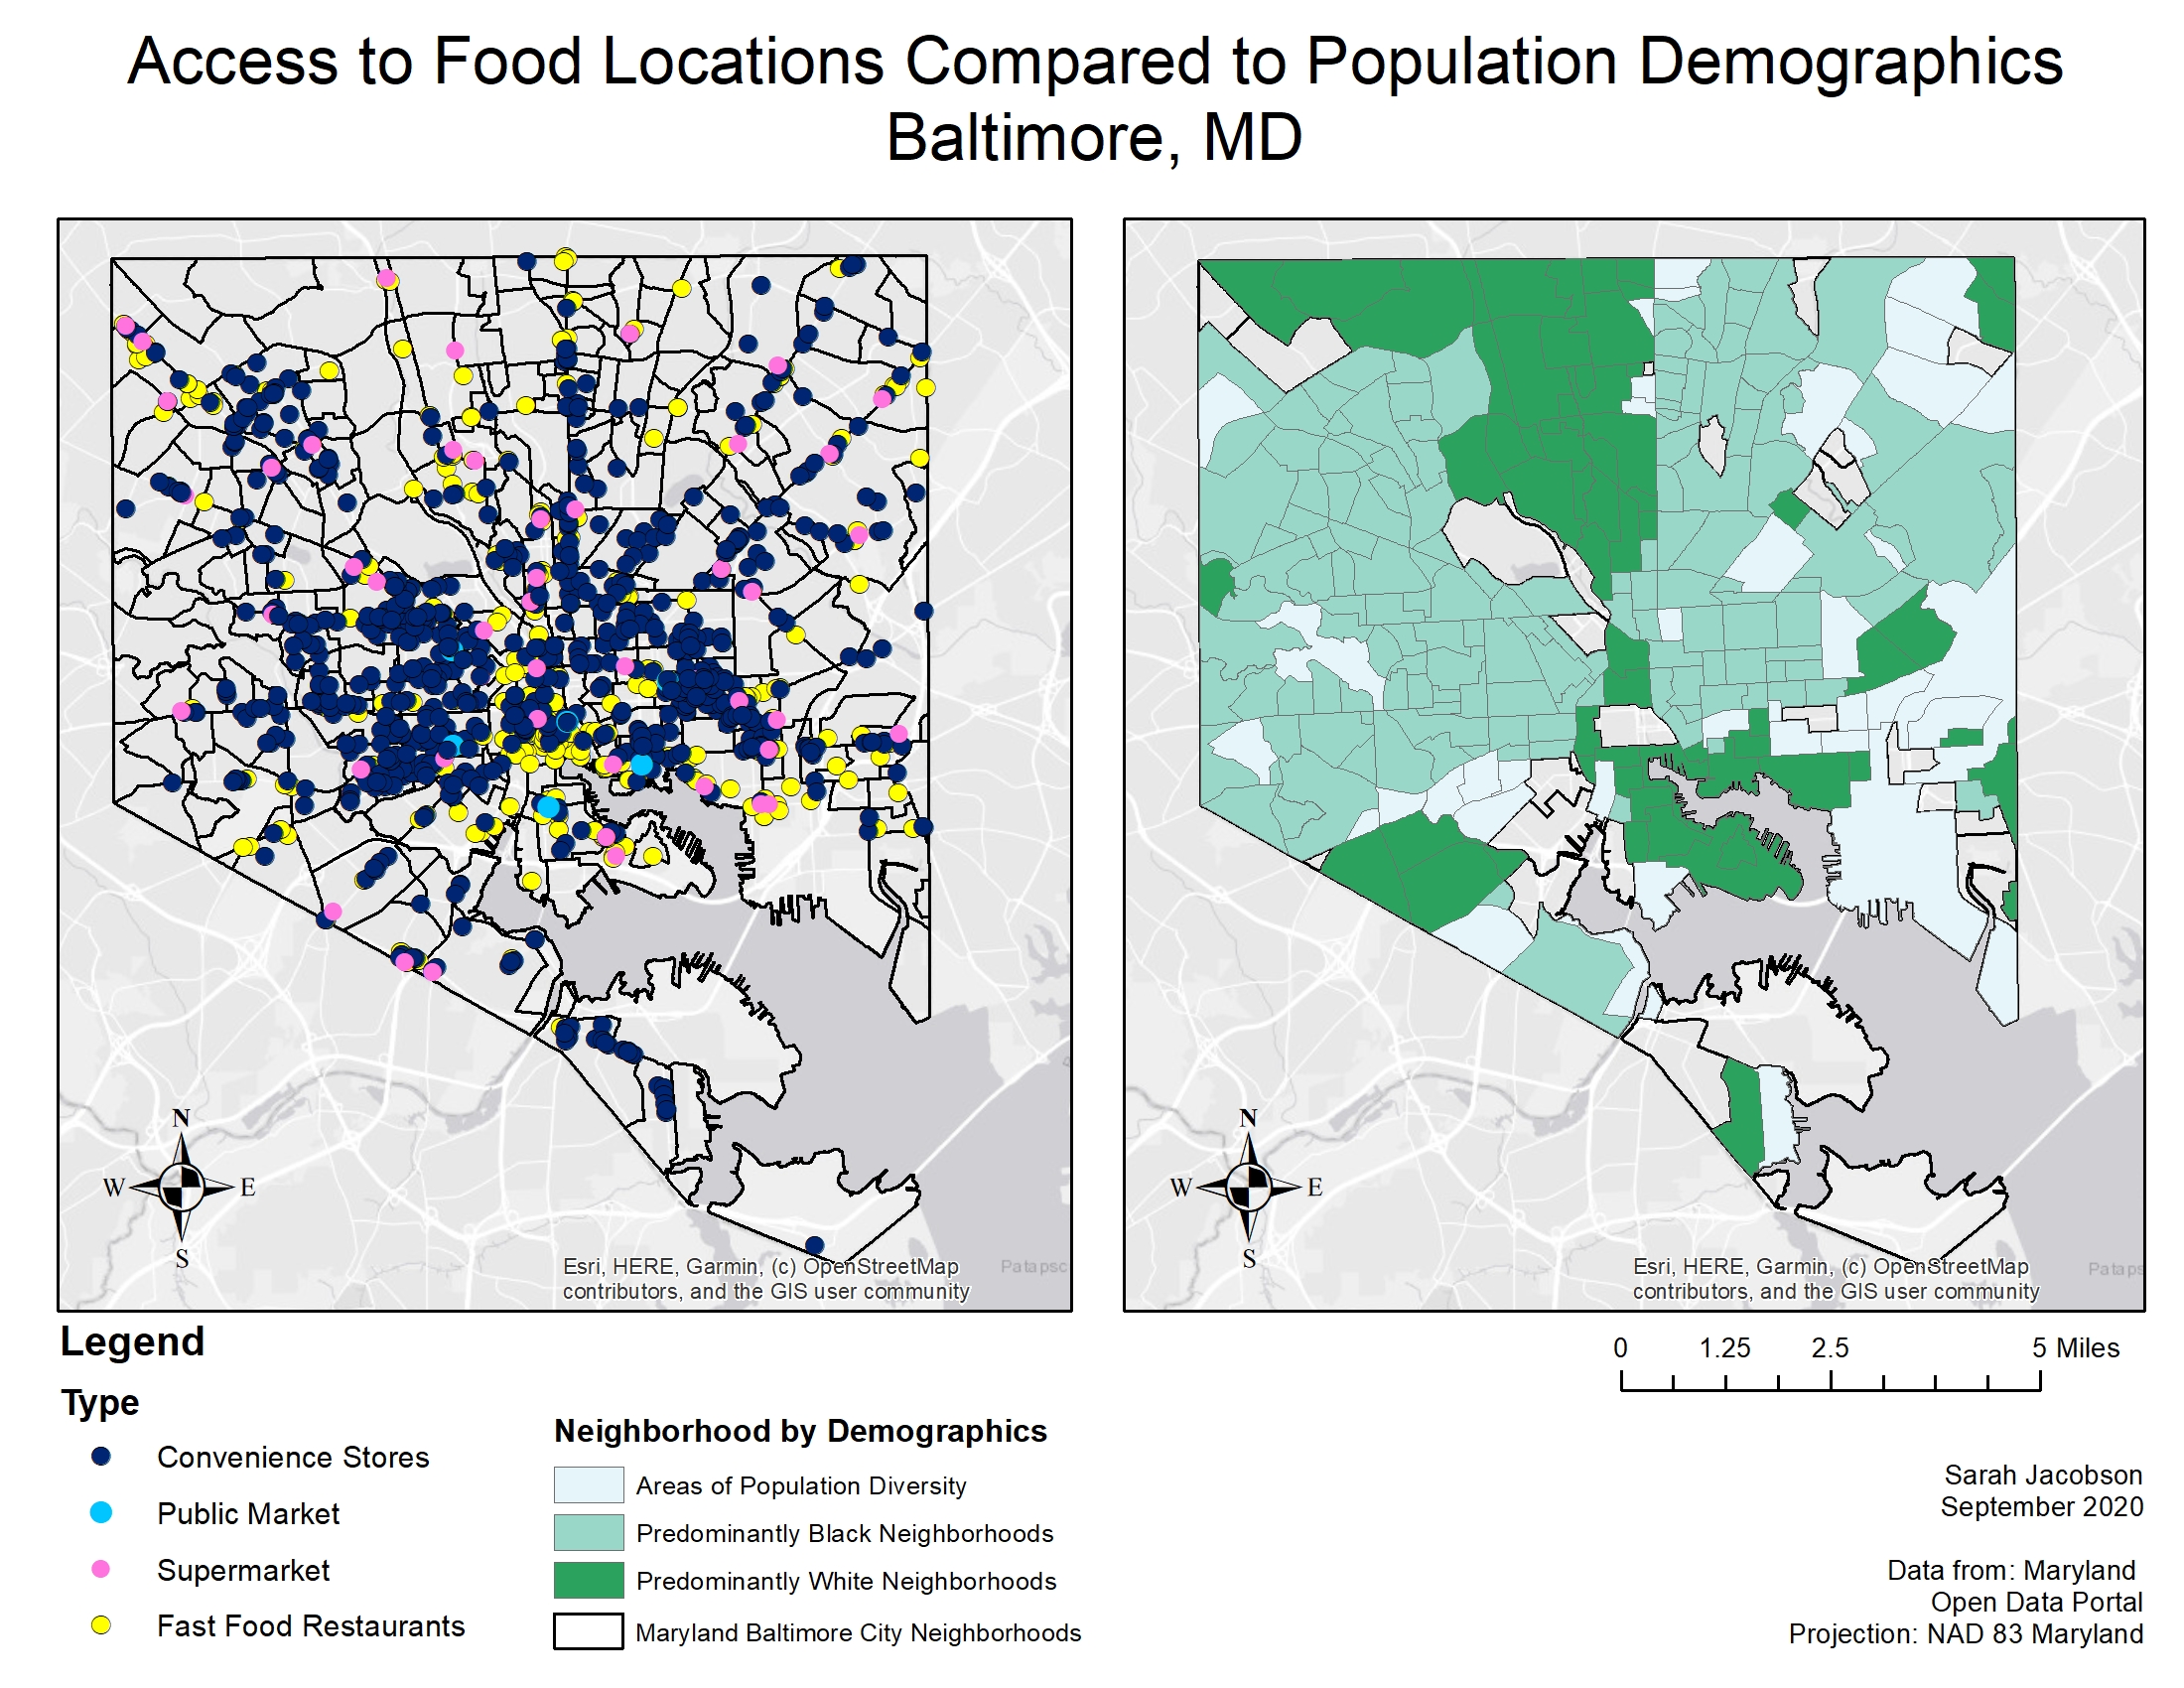 Access to Food Locations Compared to Population Demographics
Baltimore, MD
N
W
E
S
Esri, HERE, Garmin, (c) OpenStreetMap
contributors, and the GIS user community
Patapsc
N
W
E
S
Esri, HERE, Garmin, (c) OpenStreetMap
contributors, and the GIS user community
Pataps
Legend
Type
Convenience Stores
Public Market
Supermarket
Fast Food Restaurants
Neighborhood by Demographics
Areas of Population Diversity
Predominantly Black Neighborhoods
Predominantly White Neighborhoods
Maryland Baltimore City Neighborhoods
0 1.25 2.5 5 Miles
Sarah Jacobson
September 2020
Data from: Maryland
Open Data Portal
Projection: NAD 83 Maryland